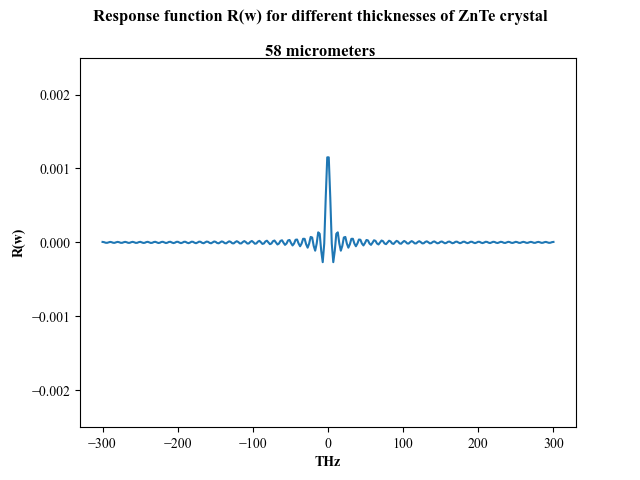 Response function R(w) for different thicknesses of ZnTe crystal
58 micrometers
0.002
0.001
0.000
−0.001
−0.002
R(w)
−300 −200 −100 0 100 200 300
THz